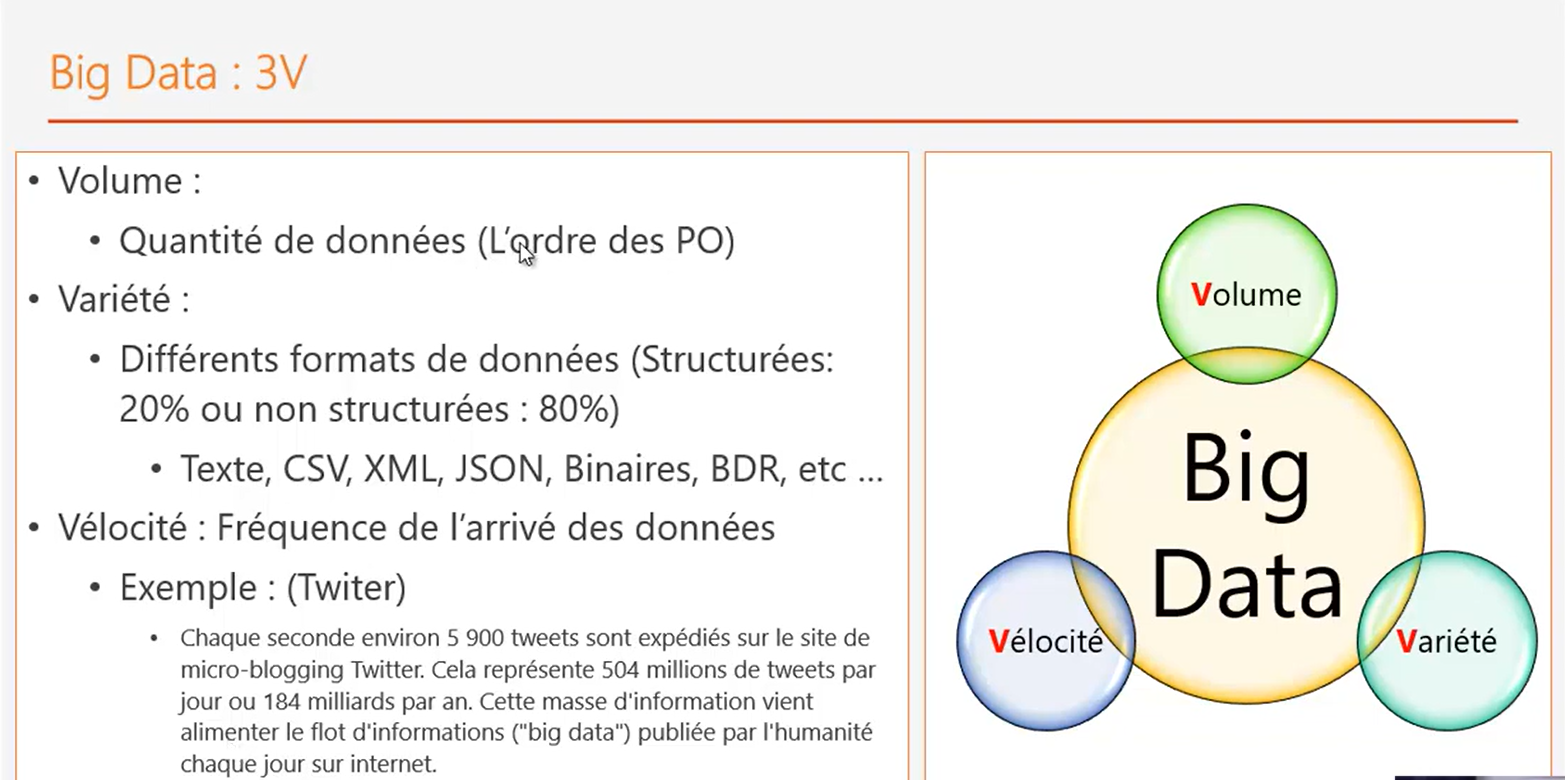 Big Data : 3V
• Volume :
• Quantité de données (L’ordre des PO)
• Variété :
• Différents formats de données (Structurées:
20% ou non structurées : 80%)
• Texte, CSV, XML, JSON, Binaires, BDR, etc ...
• Vélocité : Fréquence de l’arrivé des données
• Exemple : (Twiter)
• Chaque seconde environ 5 900 tweets sont expédiés sur le site de
micro-blogging Twitter. Cela représente 504 millions de tweets par
jour ou 184 milliards par an. Cette masse d'information vient
alimenter le flot d'informations ("big data") publiée par l'humanité
chaque jour sur internet.
Volume
Big
Data
Vélocité
Variété